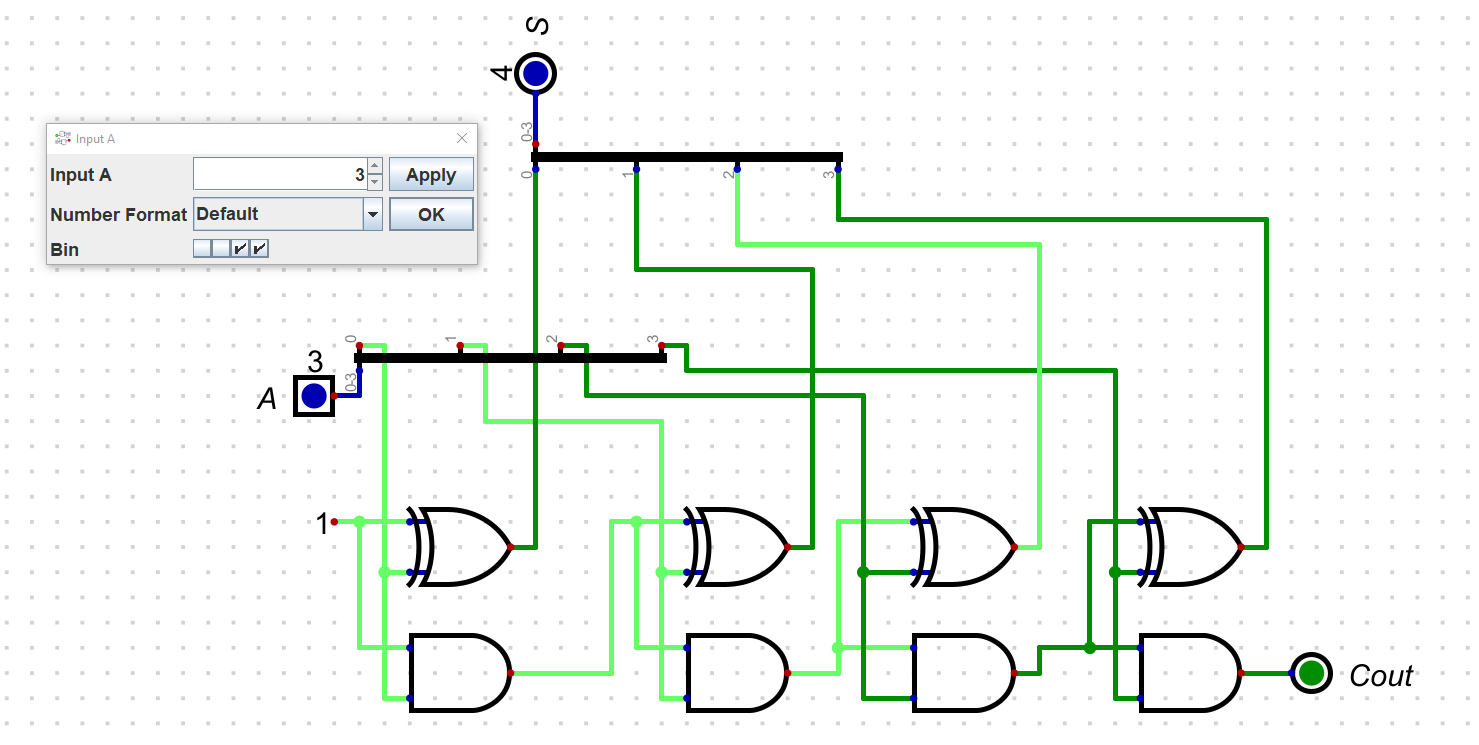 S
4
0-3
Input A
Input A 3 Apply
Number Format Default OK
Bin
0 1 2 3
0 1 2 3
3
0-3
A
1
Cout